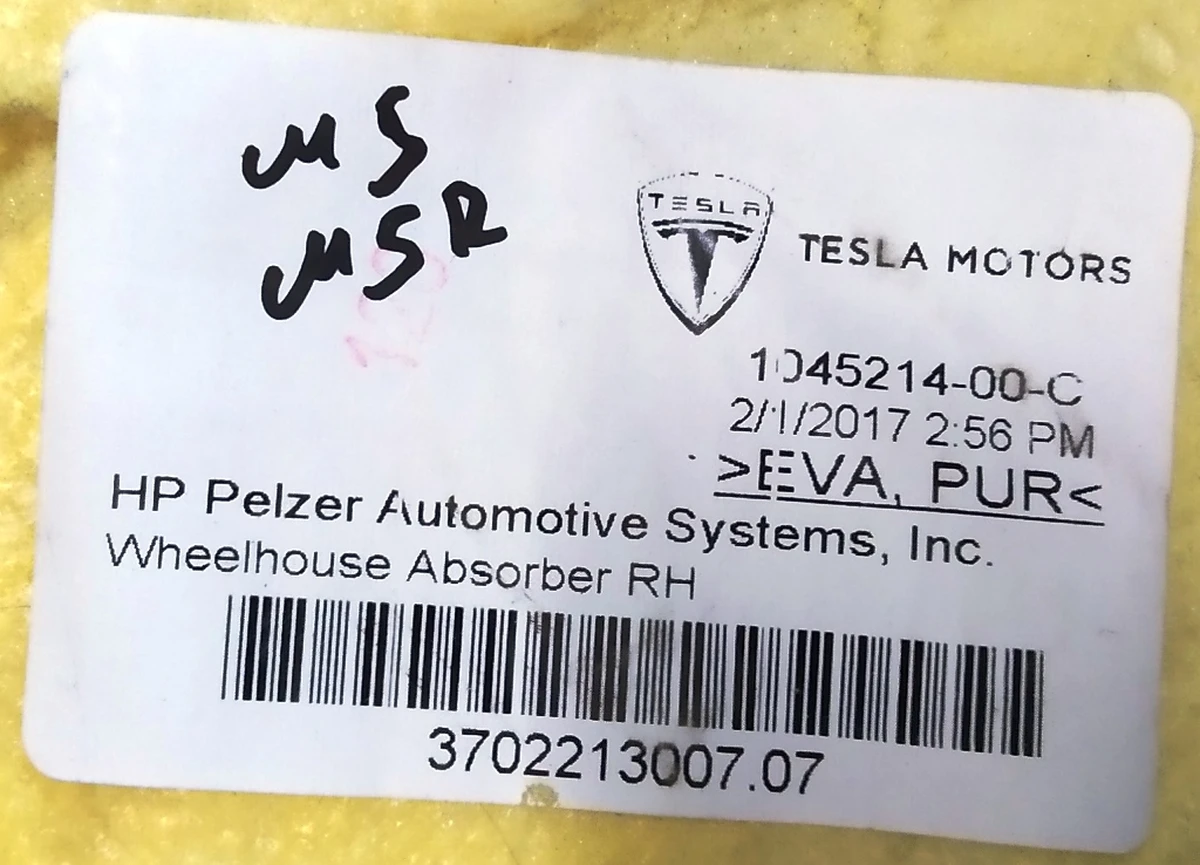 MS
MSR
TESLA
TESLA MOTORS
1045214-00-C
2/1/2017 2:56 PM
>EVA, PUR<
HP Pelzer Automotive Systems, Inc.
Wheelhouse Absorber RH
3702213007.07